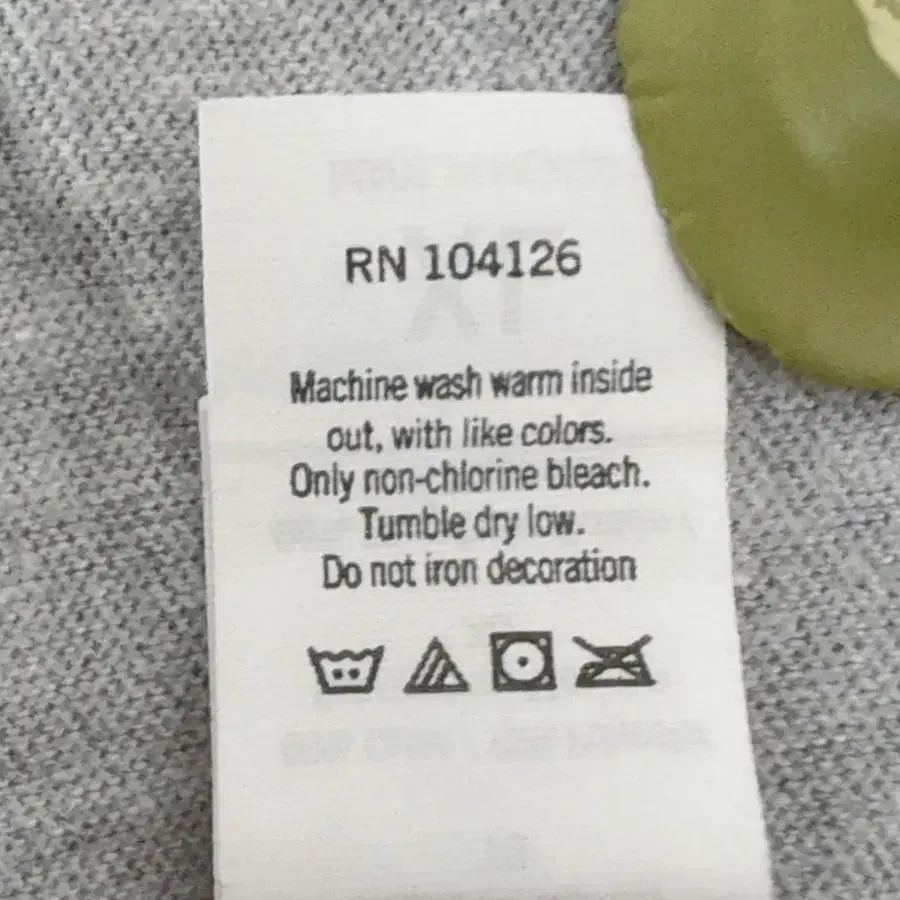 RN 104126
Machine wash warm inside
out, with like colors.
Only non-chlorine bleach.
Tumble dry low.
Do not iron decoration